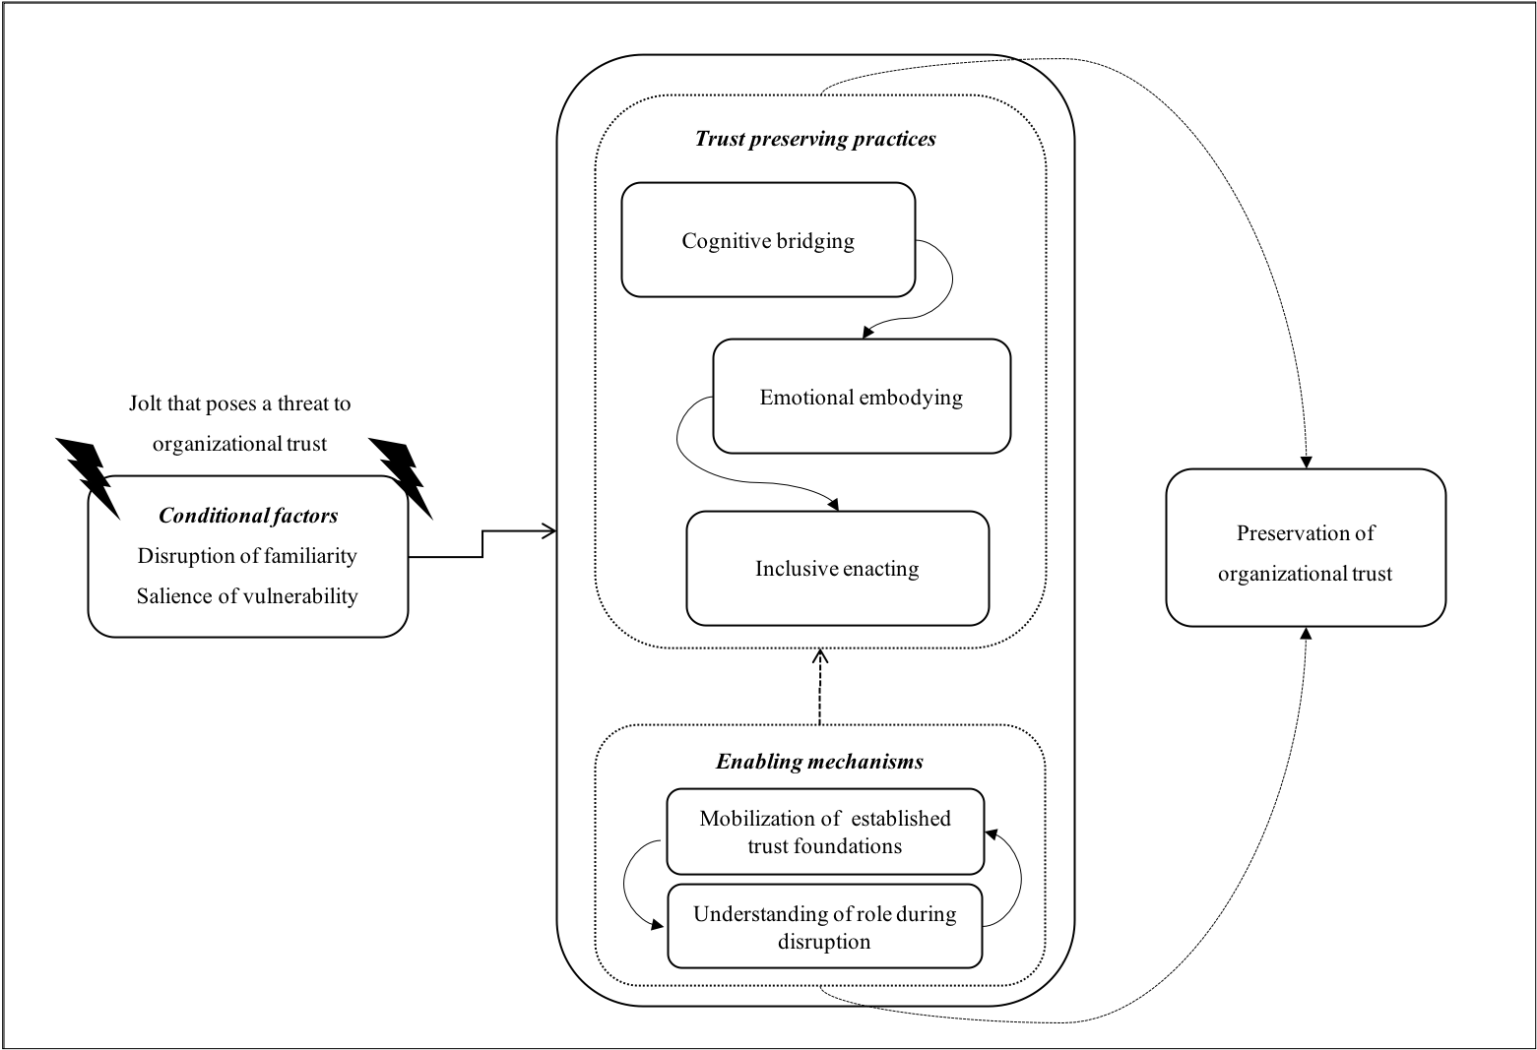 Jolt that poses a threat to
organizational trust
Conditional factors
Disruption of familiarity
Salience of vulnerability
Trust preserving practices
Cognitive bridging
Emotional embodying
Inclusive enacting
Enabling mechanisms
Mobilization of established
trust foundations
Understanding of role during
disruption
Preservation of
organizational trust